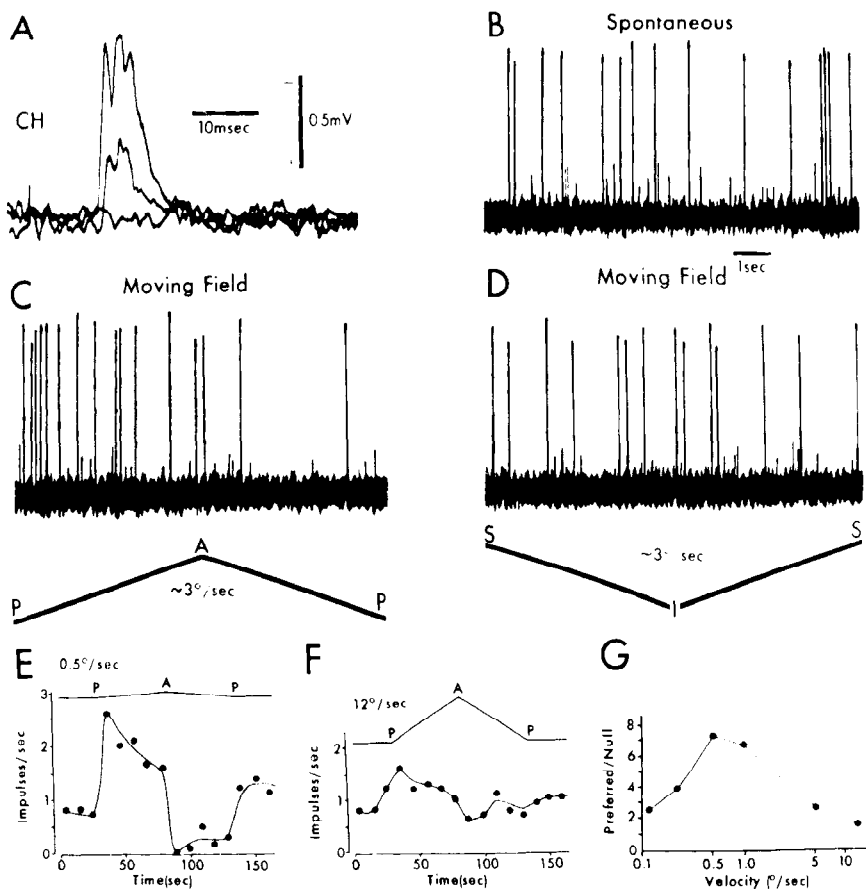 A
CH
10msec
0.5mV
B
Spontaneous
1sec
C
Moving Field
A
P
P
~3°/sec
D
Moving Field
S
S
~3° sec
I
E
0.5°/sec
P
A
P
3
2
1
0
Impulses/sec
0
50
100
150
Time(sec)
F
12°/sec
P
A
P
2
1
0
Impulses/sec
0
50
100
150
Time(sec)
G
8
6
4
2
0
Preferred/Null
0.1
0.5
1.0
5
10
Velocity (°/sec)